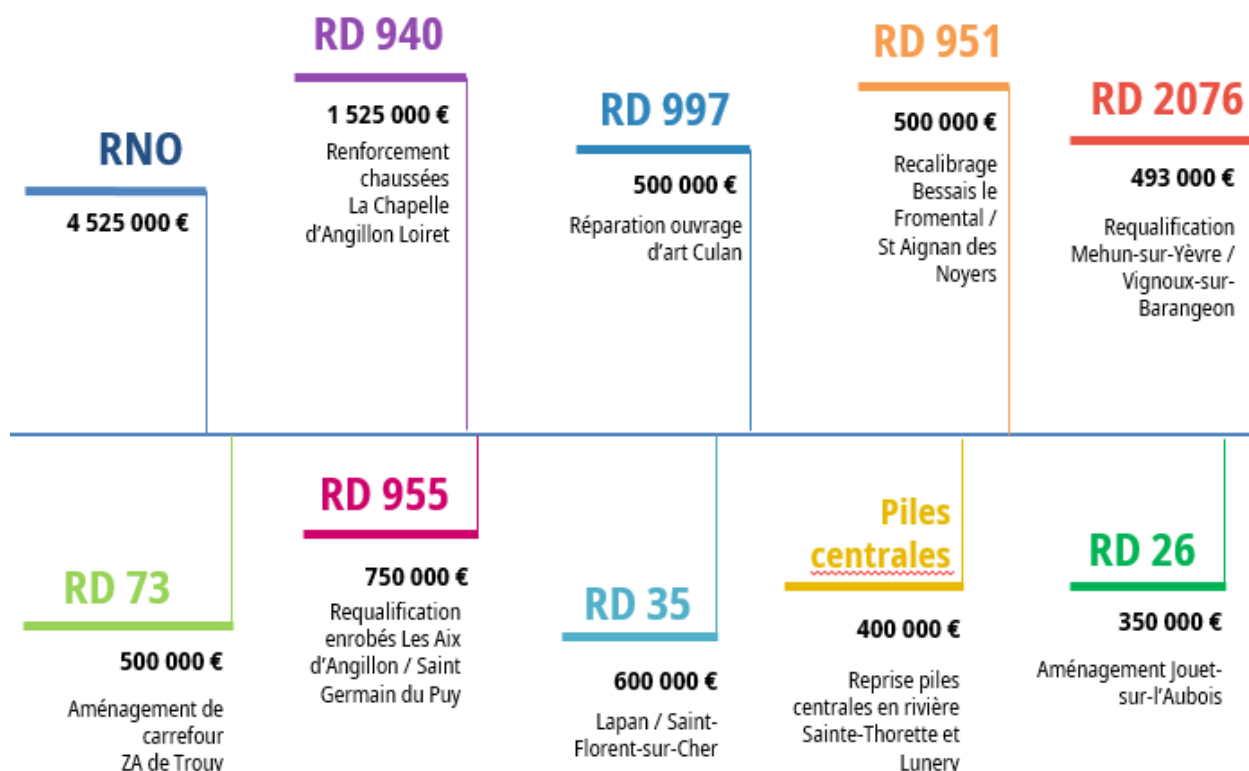 RNO
4 525 000 €
RD 940
1 525 000 €
Renforcement
chaussées
La Chapelle
d'Angillon Loiret
RD 997
500 000 €
Réparation ouvrage
d'art Culan
RD 951
500 000 €
Recalibrage
Bessais le
Fromental /
St Aignan des
Noyers
RD 2076
493 000 €
Requalification
Mehun-sur-Yèvre /
Vignoux-sur-
Barangeon
RD 73
500 000 €
Aménagement de
carrefour
ZA de Trouy
RD 955
750 000 €
Requalification
enrobés Les Aix
d'Angillon / Saint
Germain du Puy
RD 35
600 000 €
Lapan / Saint-
Florent-sur-Cher
Piles
centrales
400 000 €
Reprise piles
centrales en rivière
Sainte-Thorette et
Lunery
RD 26
350 000 €
Aménagement Jouet-
sur-l'Aubois